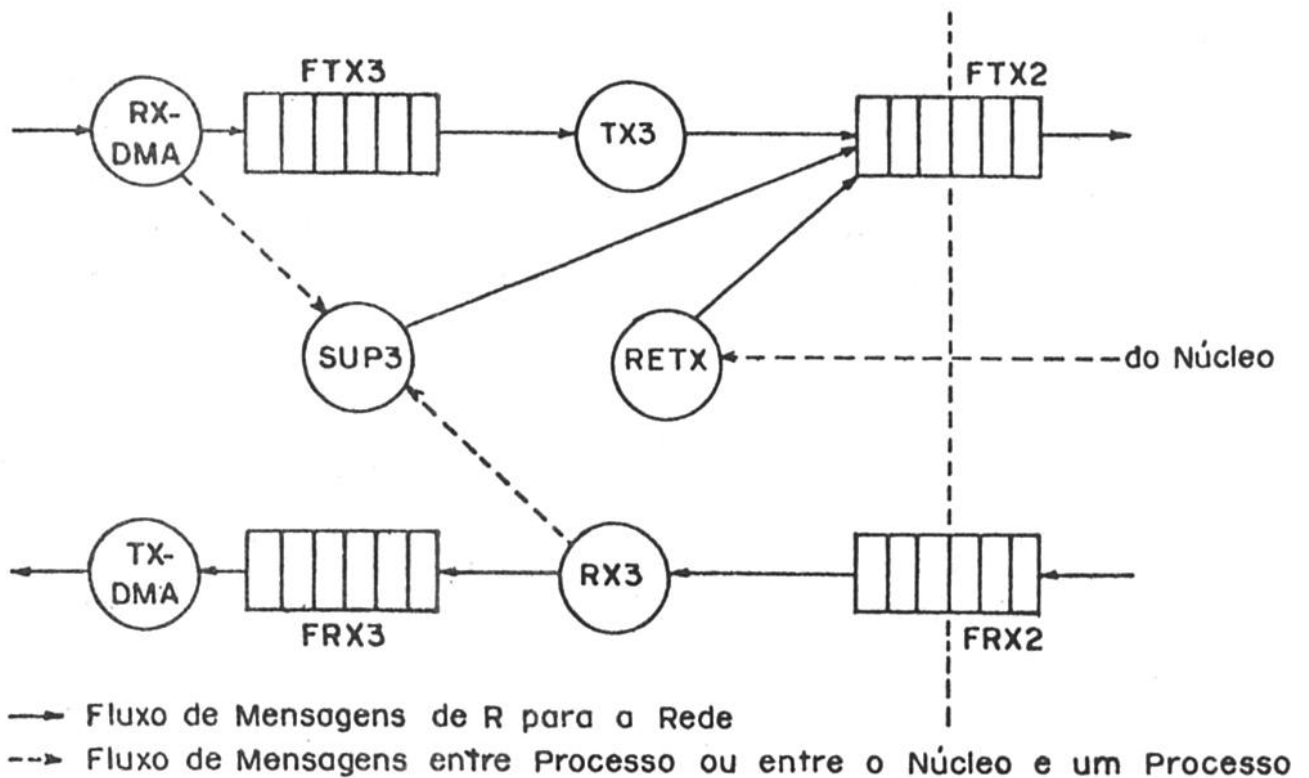 FTX3
FTX2
RX-
DMA
TX3
SUP3
RETX
do Núcleo
TX-
DMA
RX3
FRX3
FRX2
Fluxo de Mensagens de R para a Rede
Fluxo de Mensagens entre Processo ou entre o Núcleo e um Processo